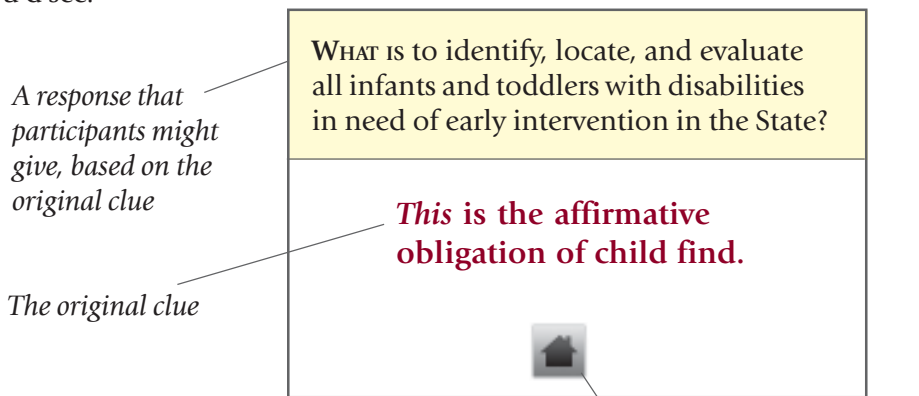 WHAT IS to identify, locate, and evaluate
all infants and toddlers with disabilities
in need of early intervention in the State?
A response that
participants might
give, based on the
original clue
This is the affirmative
obligation of child find.
The original clue